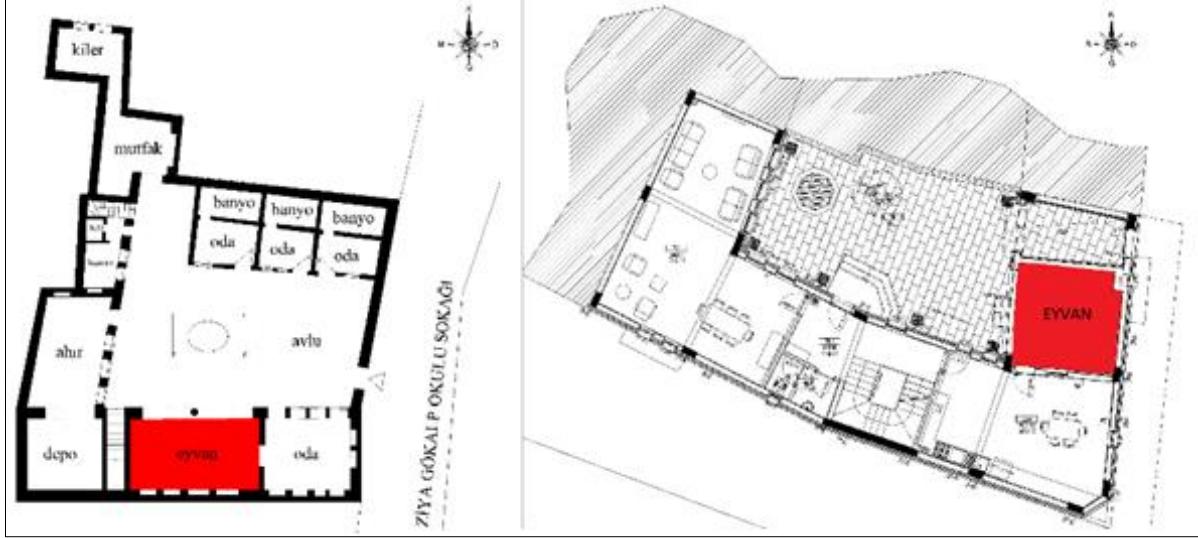 kiler
mutfak
banyo
banyo
banyo
oda
oda
oda
ahır
avlu
depo
eyvan
oda
ZİYA GÖKALP OKULU SOKAĞI
EYVAN